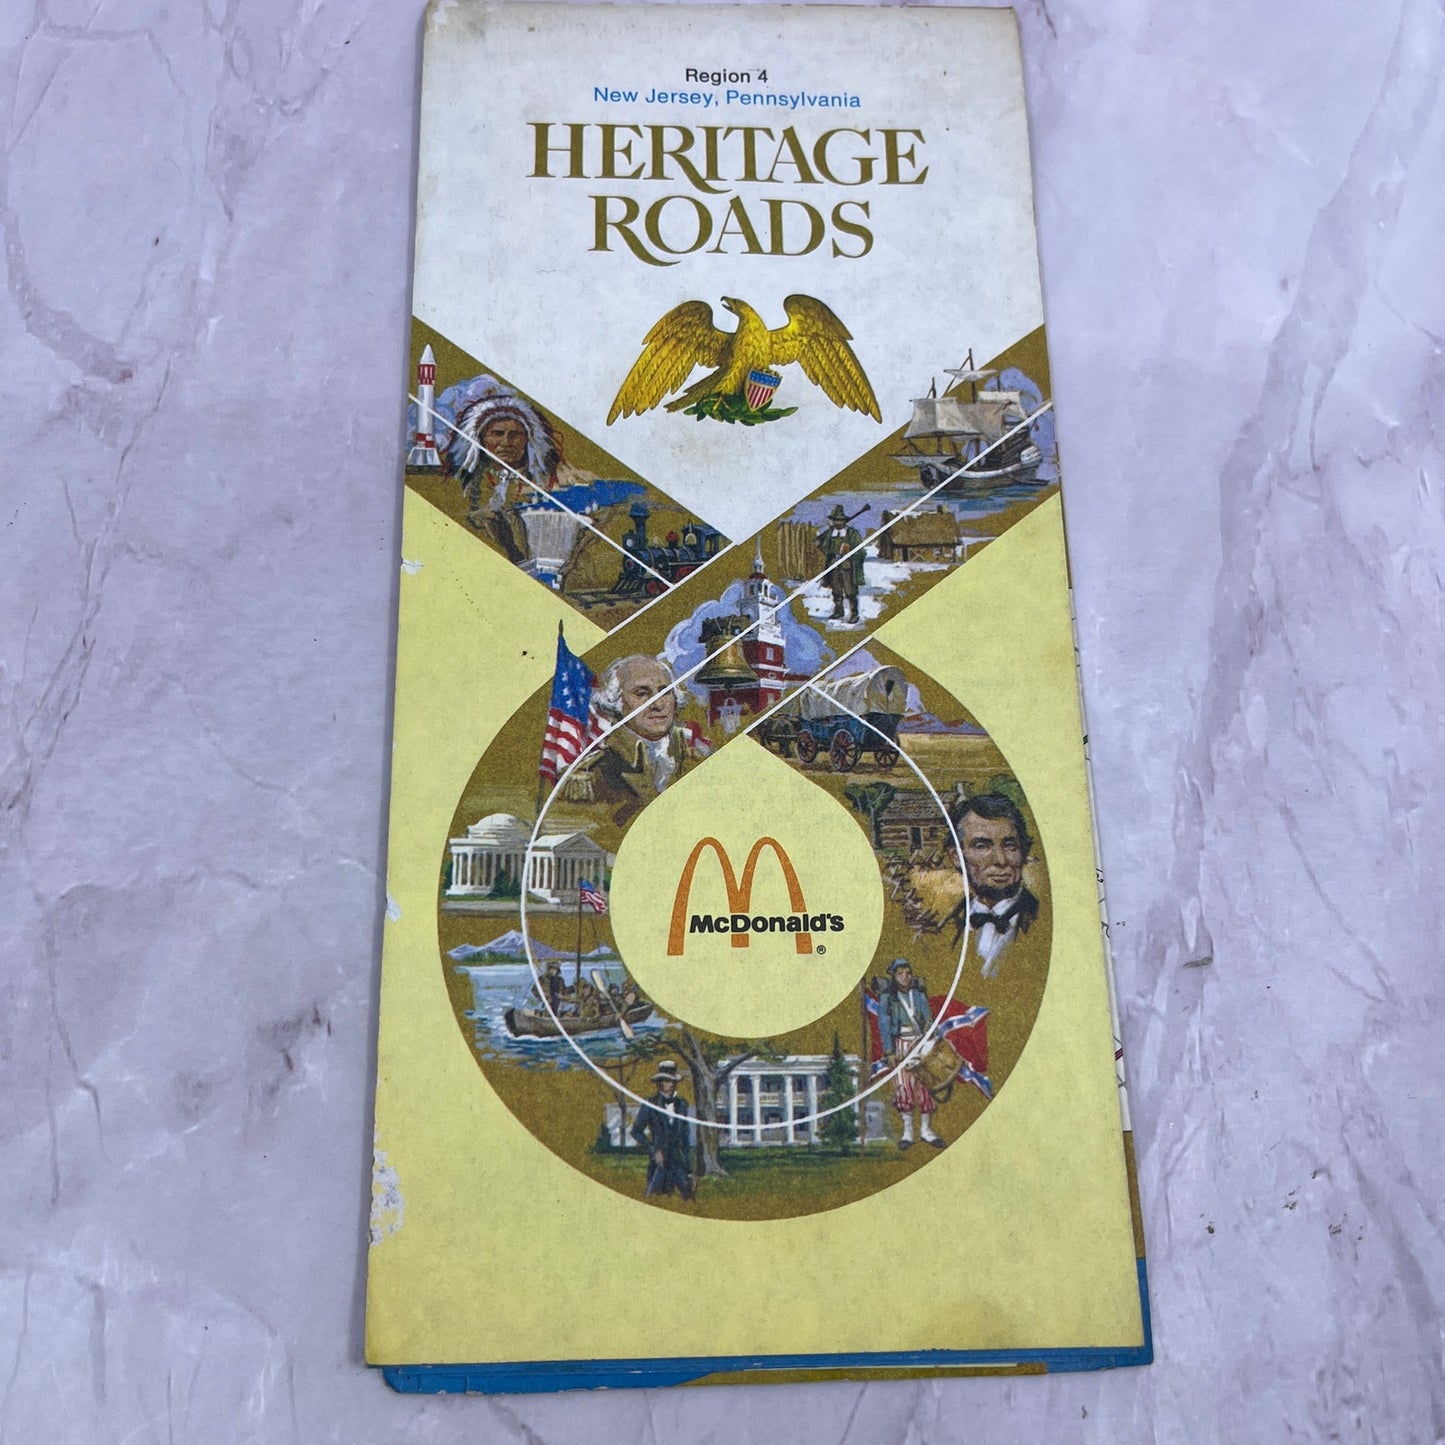 Region 4
New Jersey, Pennsylvania
HERITAGE
ROADS
McDonald's
®